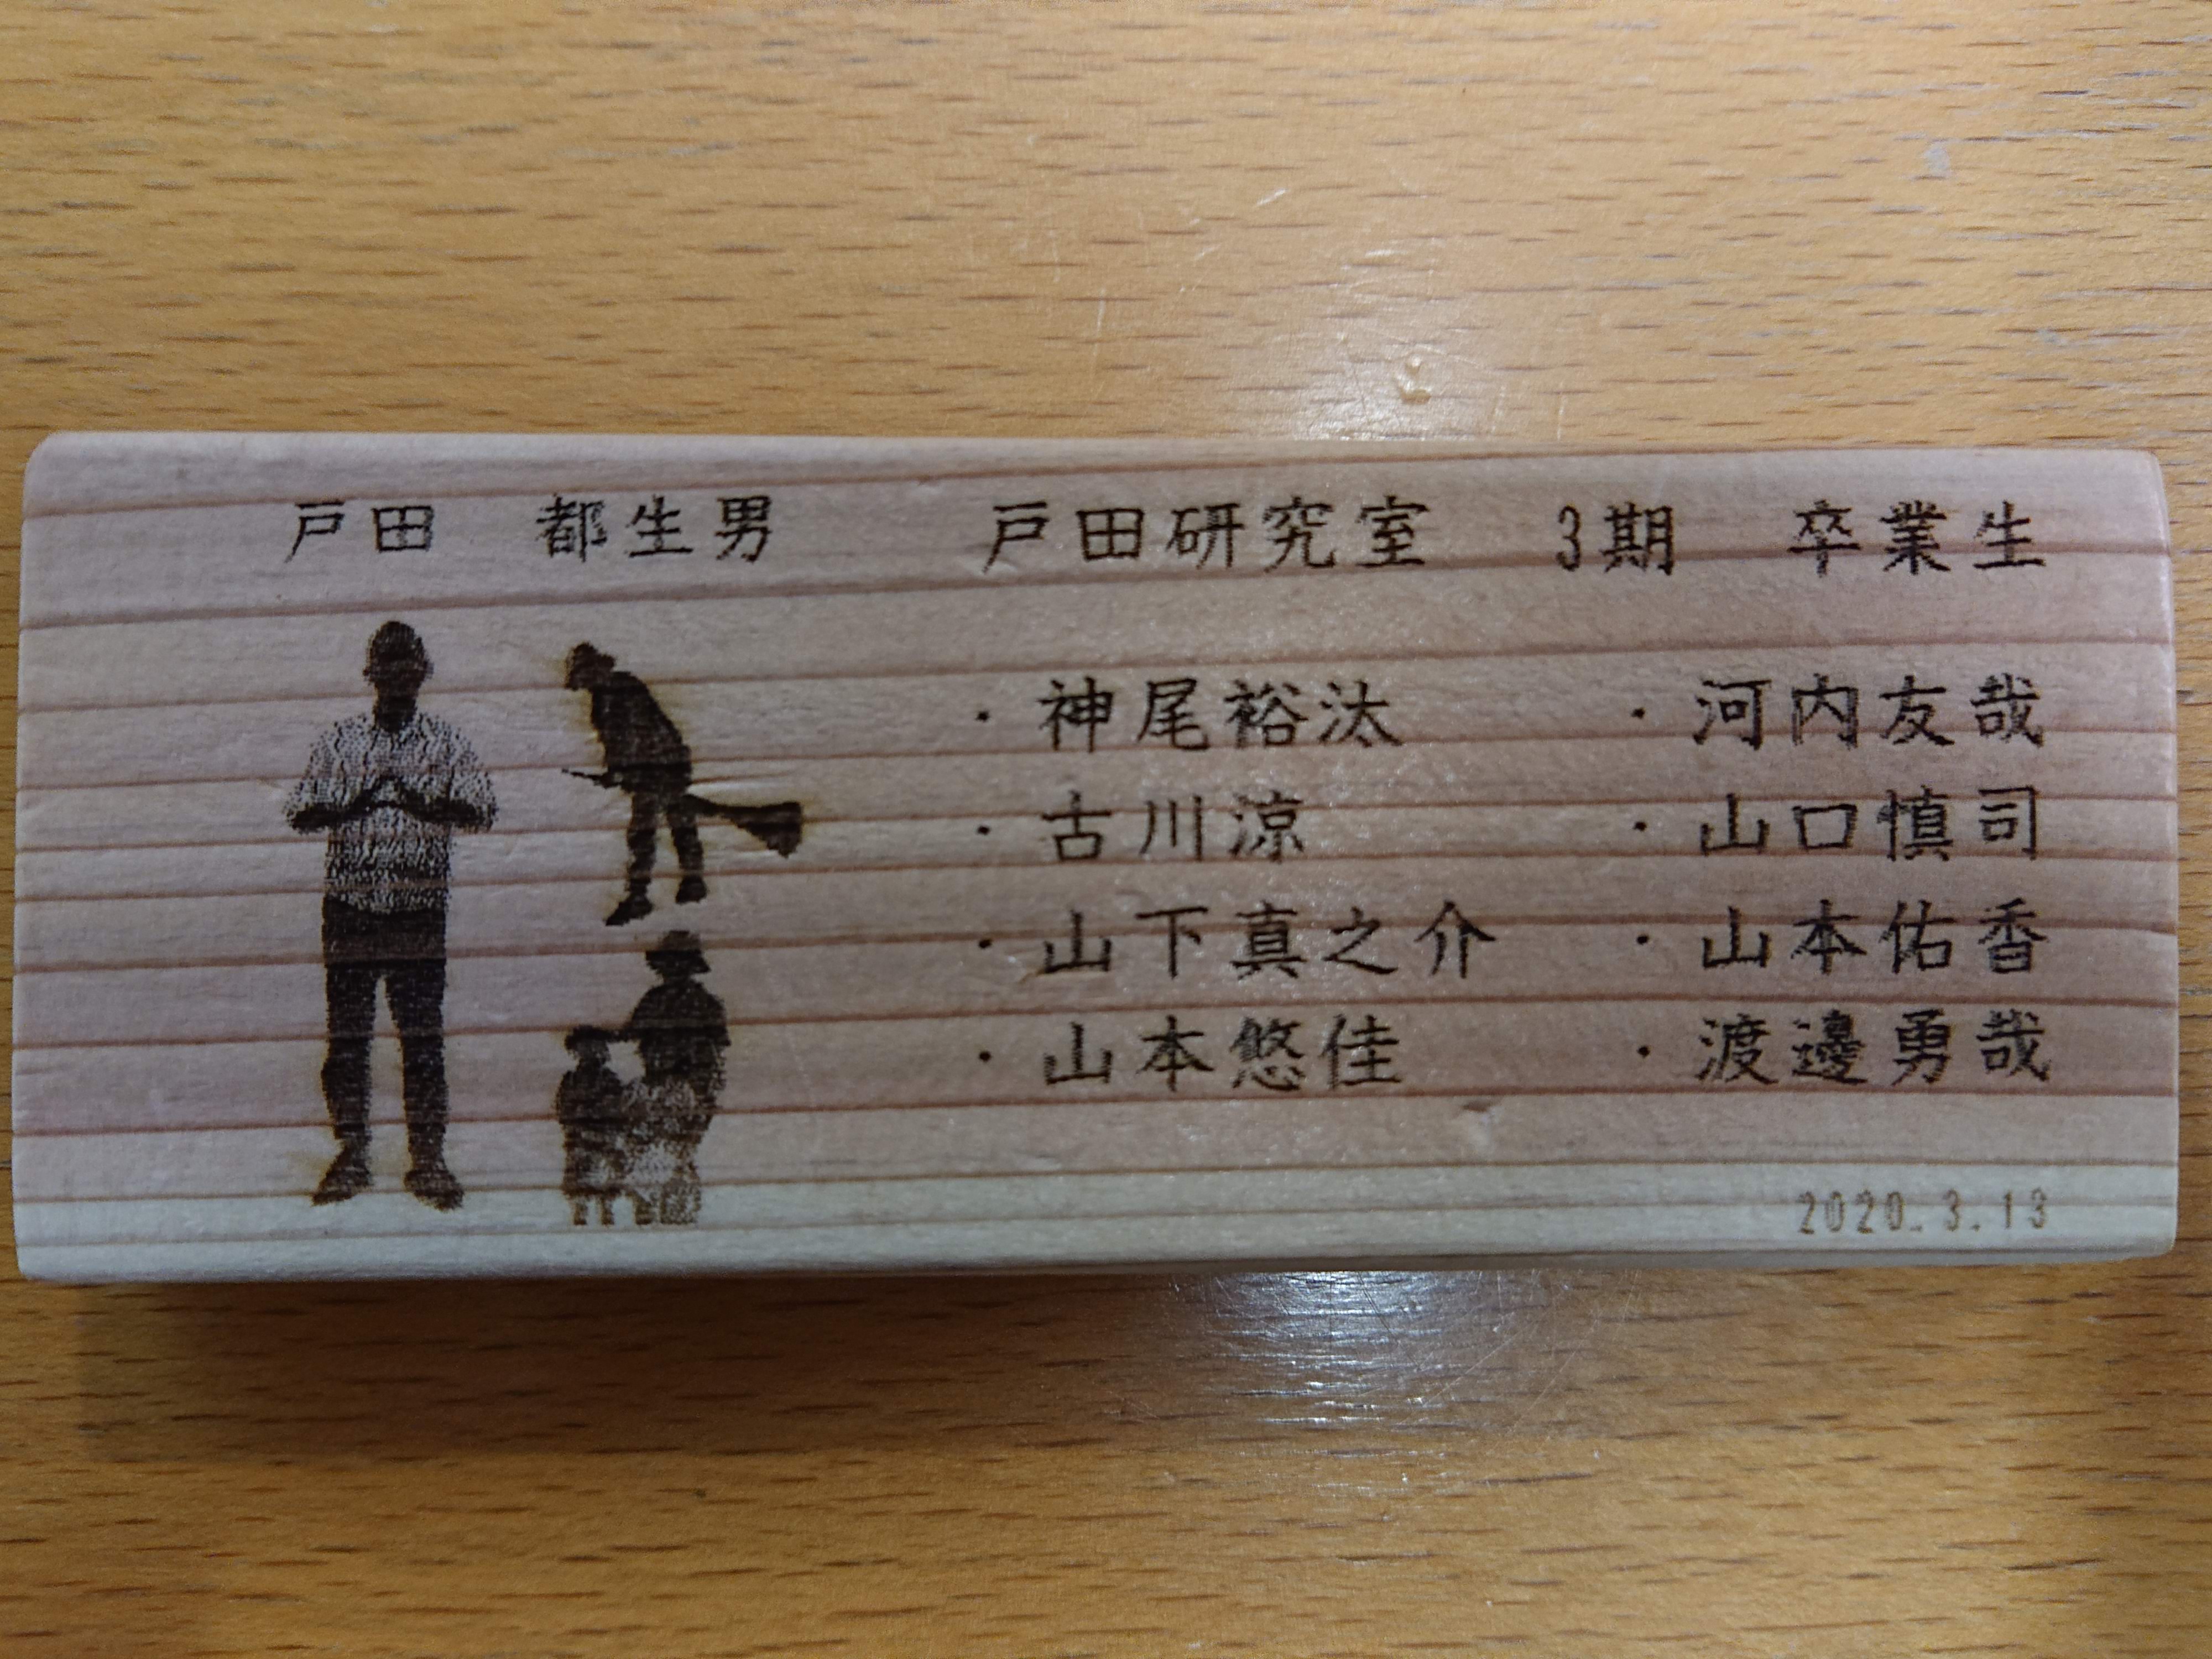 戸田　都生男　戸田研究室　3期　卒業生
・神尾裕汰　・河内友哉
・古川涼　・山口慎司
・山下真之介　・山本佑香
・山本悠佳　・渡邊勇哉
2020.3.13